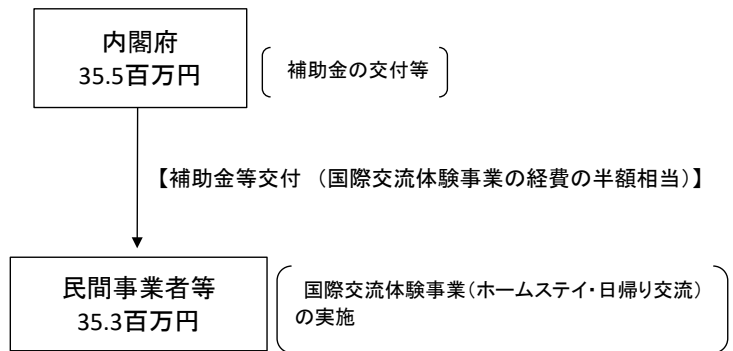 内閣府
35.5百万円
補助金の交付等
【補助金等交付 (国際交流体験事業の経費の半額相当)】
民間事業者等
35.3百万円
国際交流体験事業(ホームステイ・日帰り交流)
の実施